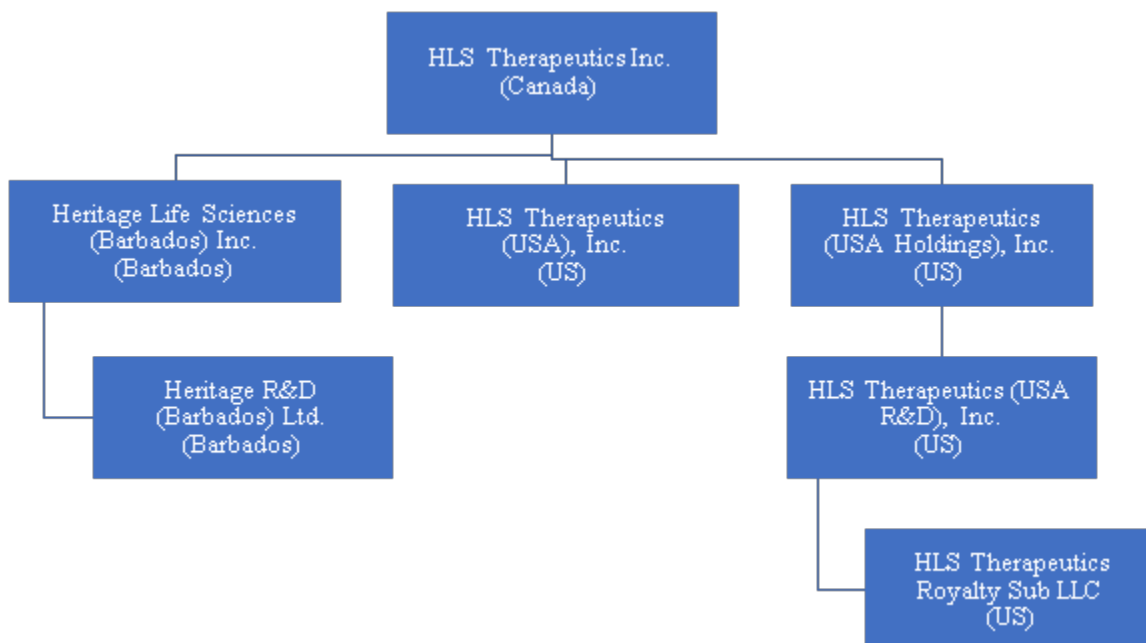 HLS Therapeutics Inc.
(Canada)
Heritage Life Sciences
(Barbados) Inc.
(Barbados)
HLS Therapeutics
(USA), Inc.
(US)
HLS Therapeutics
(USA Holdings), Inc.
(US)
Heritage R&D
(Barbados) Ltd.
(Barbados)
HLS Therapeutics (USA
R&D), Inc.
(US)
HLS Therapeutics
Royalty Sub LLC
(US)